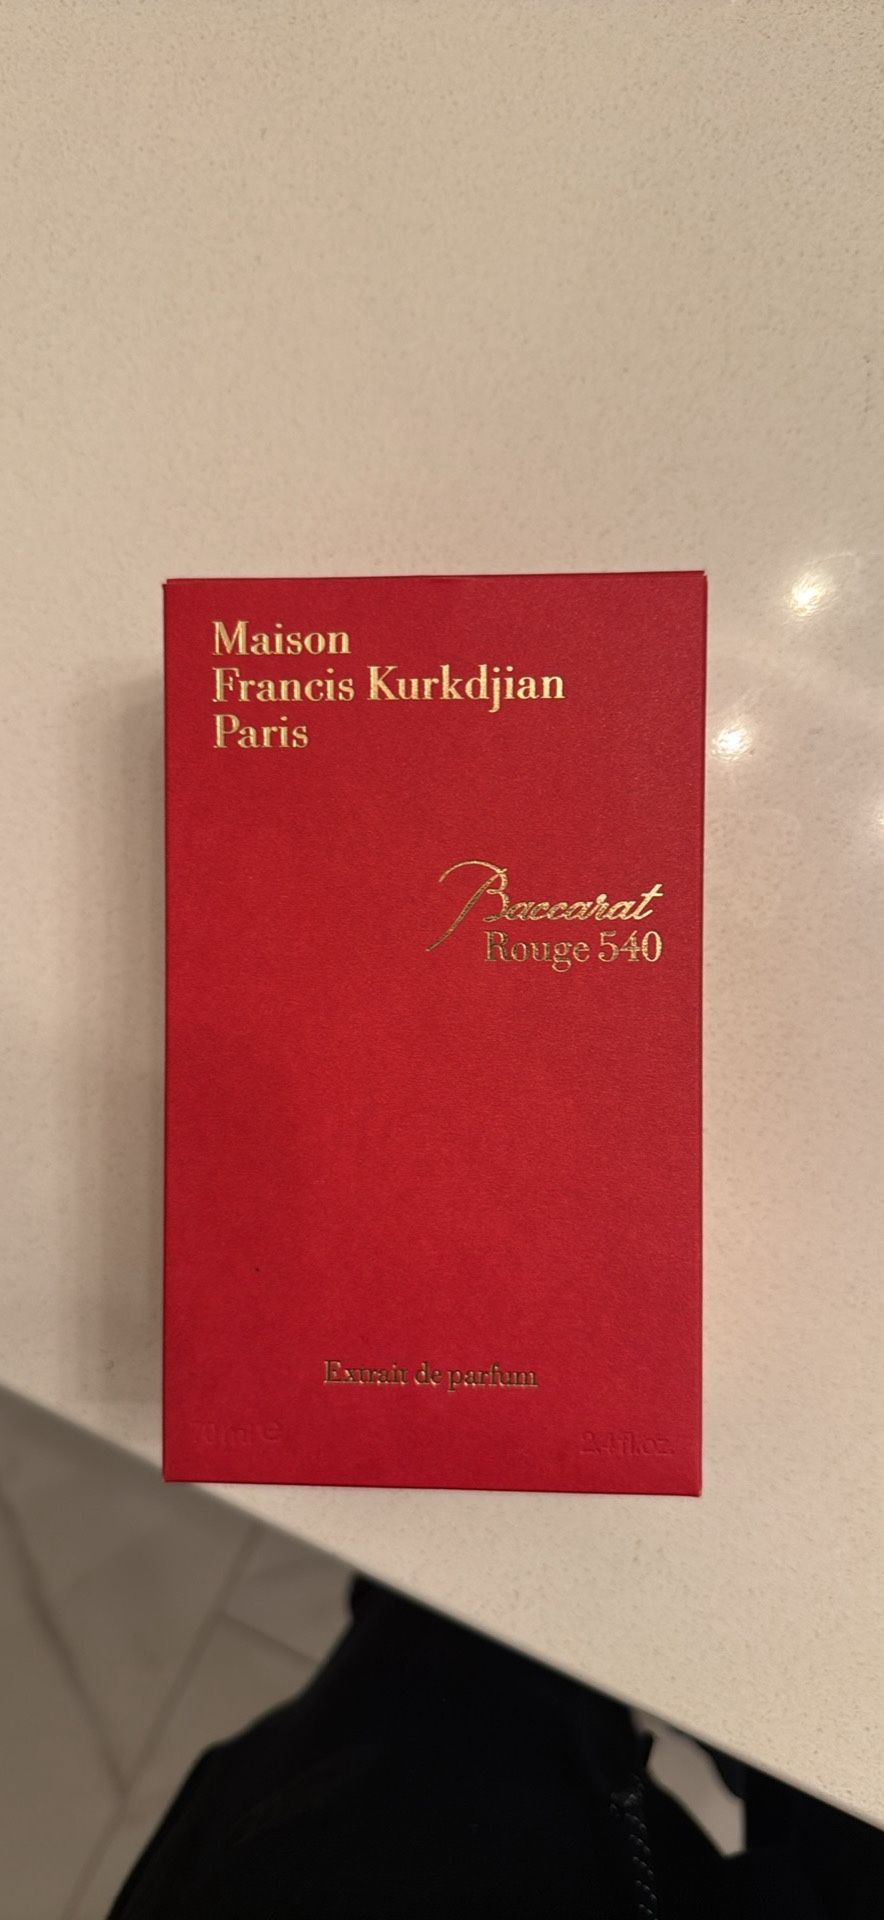 Maison
Francis Kurkdjian
Paris
Baccarat
Rouge 540
Extrait de parfum
70 ml e 2.4 fl.oz.